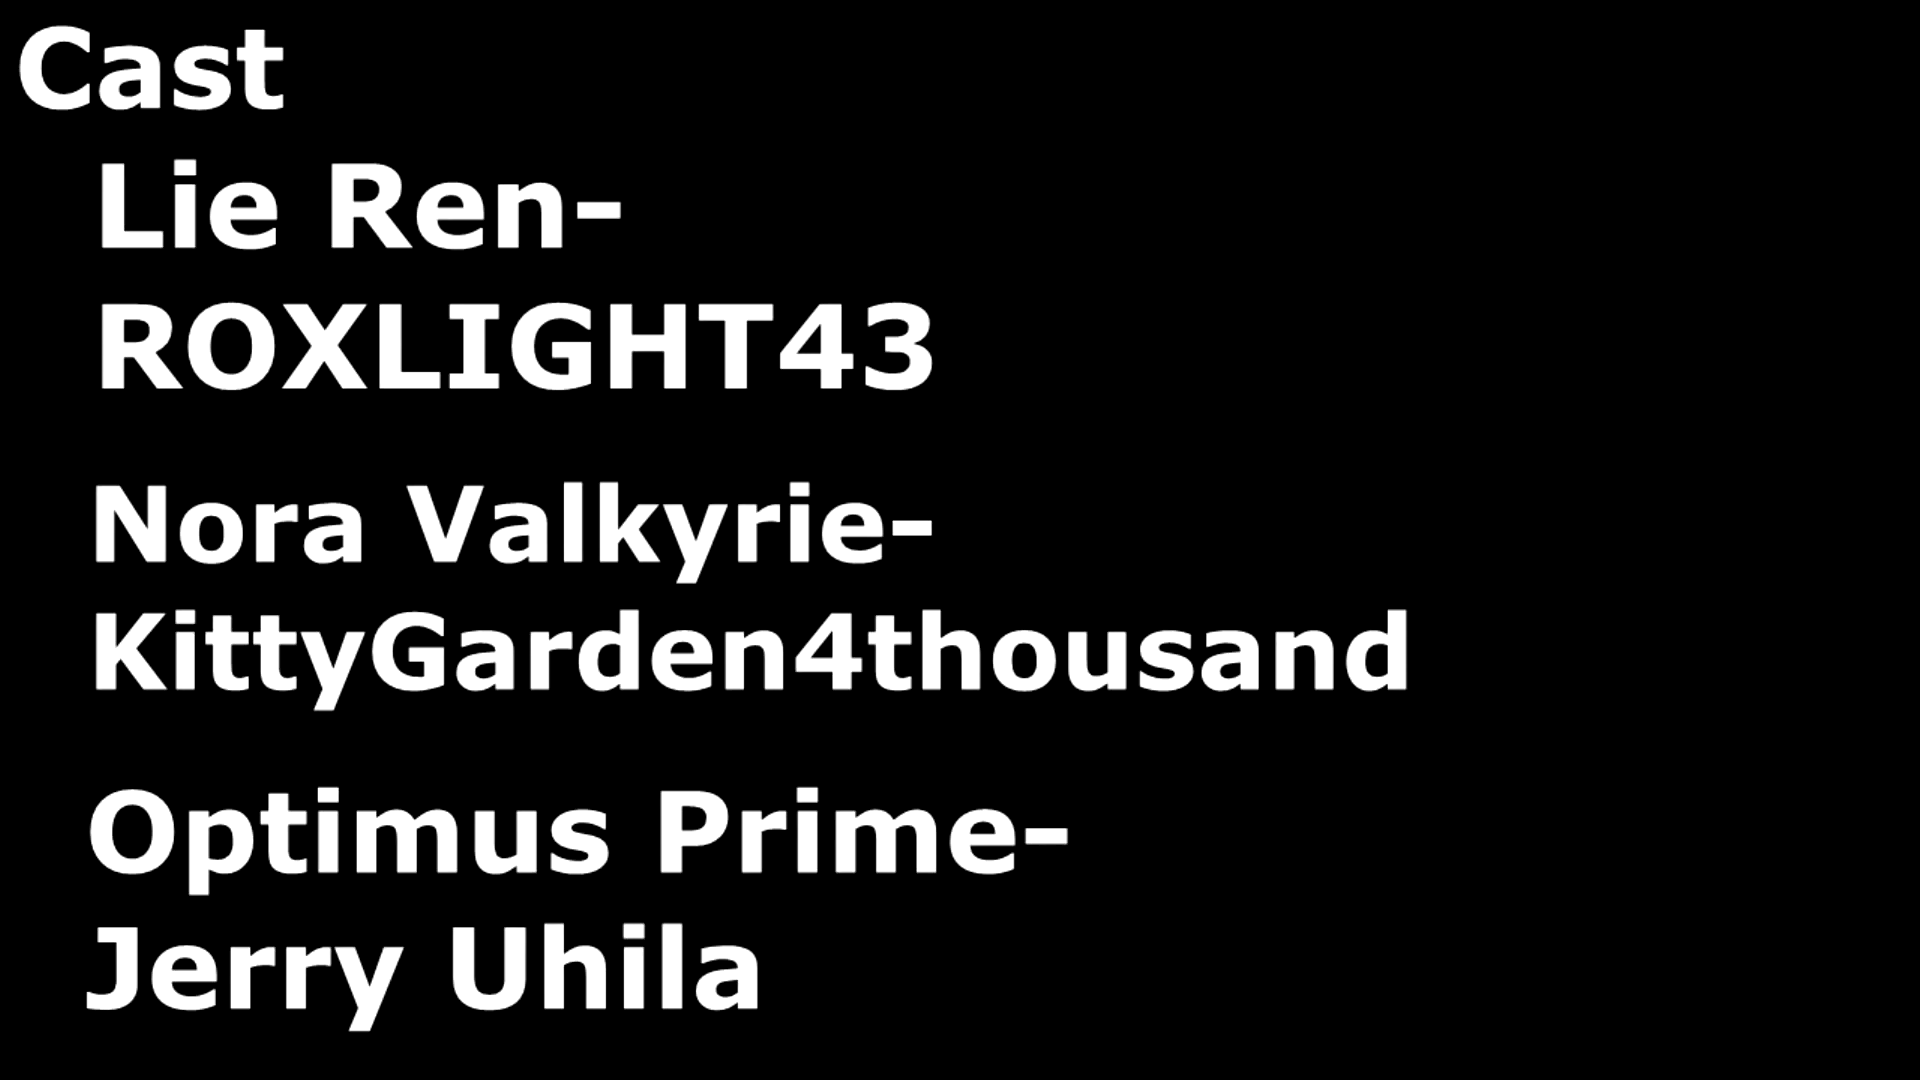 Cast
Lie Ren-
ROXLIGHT43
Nora Valkyrie-
KittyGarden4thousand
Optimus Prime-
Jerry Uhila